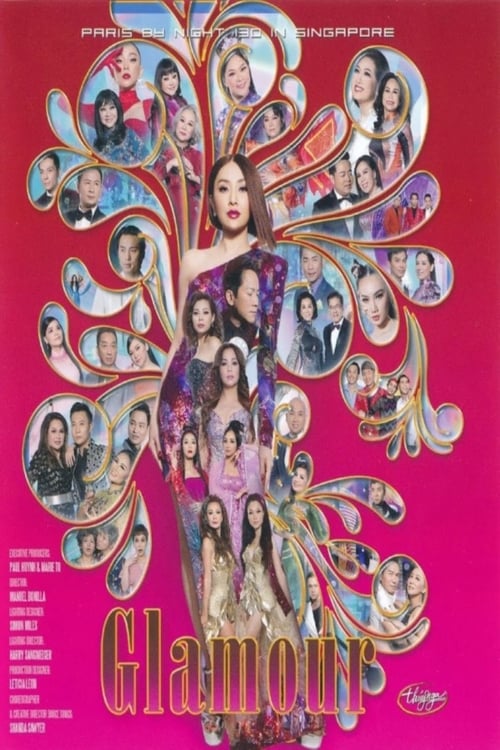 PARIS BY NIGHT 130 IN SINGAPORE
EXECUTIVE PRODUCERS:
PAUL HUYNH & MARIE TO
DIRECTOR:
MANUEL BONILLA
LIGHTING DESIGNER:
SIMON MILES
LIGHTING DIRECTOR:
HARRY SANGMEISTER
PRODUCTION DESIGNER:
LETICIA LEON
CHOREOGRAPHER
& CREATIVE DIRECTOR DANCE SONGS:
SHANDA SAWYER
Glamour
thúy nga